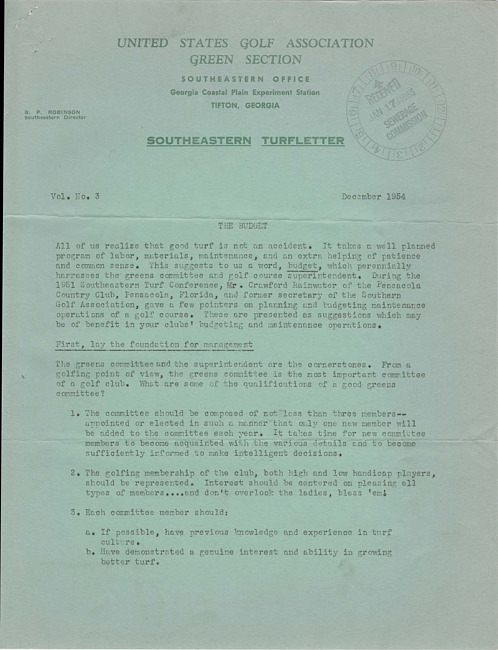 UNITED STATES GOLF ASSOCIATION
GREEN SECTION
SOUTHEASTERN OFFICE
Georgia Coastal Plain Experiment Station
TIFTON, GEORGIA
B. P. ROBINSON
Southeastern Director
RECEIVED
JAN 17
SEWERAGE
COMMISSION
SOUTHEASTERN TURFLETTER
Vol. No. 3 December 1954
THE BUDGET
All of us realize that good turf is not an accident. It takes a well planned
program of labor, materials, maintenance, and an extra helping of patience
and common sense. This suggests to us a word, budget, which perennially
harrasses the greens committee and golf course superintendent. During the
1951 Southeastern Turf Conference, Mr. Crawford Rainwater of the Pensacola
Country Club, Pensacola, Florida, and former secretary of the Southern
Golf Association, gave a few pointers on planning and budgeting maintenance
operations of a golf course. These are presented as suggestions which may
be of benefit in your clubs' budgeting and maintenance operations.
First, lay the foundation for management
The greens committee and the superintendent are the cornerstones. From a
golfing point of view, the greens committee is the most important committee
of a golf club. What are some of the qualifications of a good greens
committee?
1. The committee should be composed of not less than three members--
appointed or elected in such a manner that only one new member will
be added to the committee each year. It takes time for new committee
members to become acquainted with the various details and to become
sufficiently informed to make intelligent decisions.
2. The golfing membership of the club, both high and low handicap players,
should be represented. Interest should be centered on pleasing all
types of members....and don't overlook the ladies, bless 'em!
3. Each committee member should:
a. If possible, have previous knowledge and experience in turf
culture.
b. Have demonstrated a genuine interest and ability in growing
better turf.